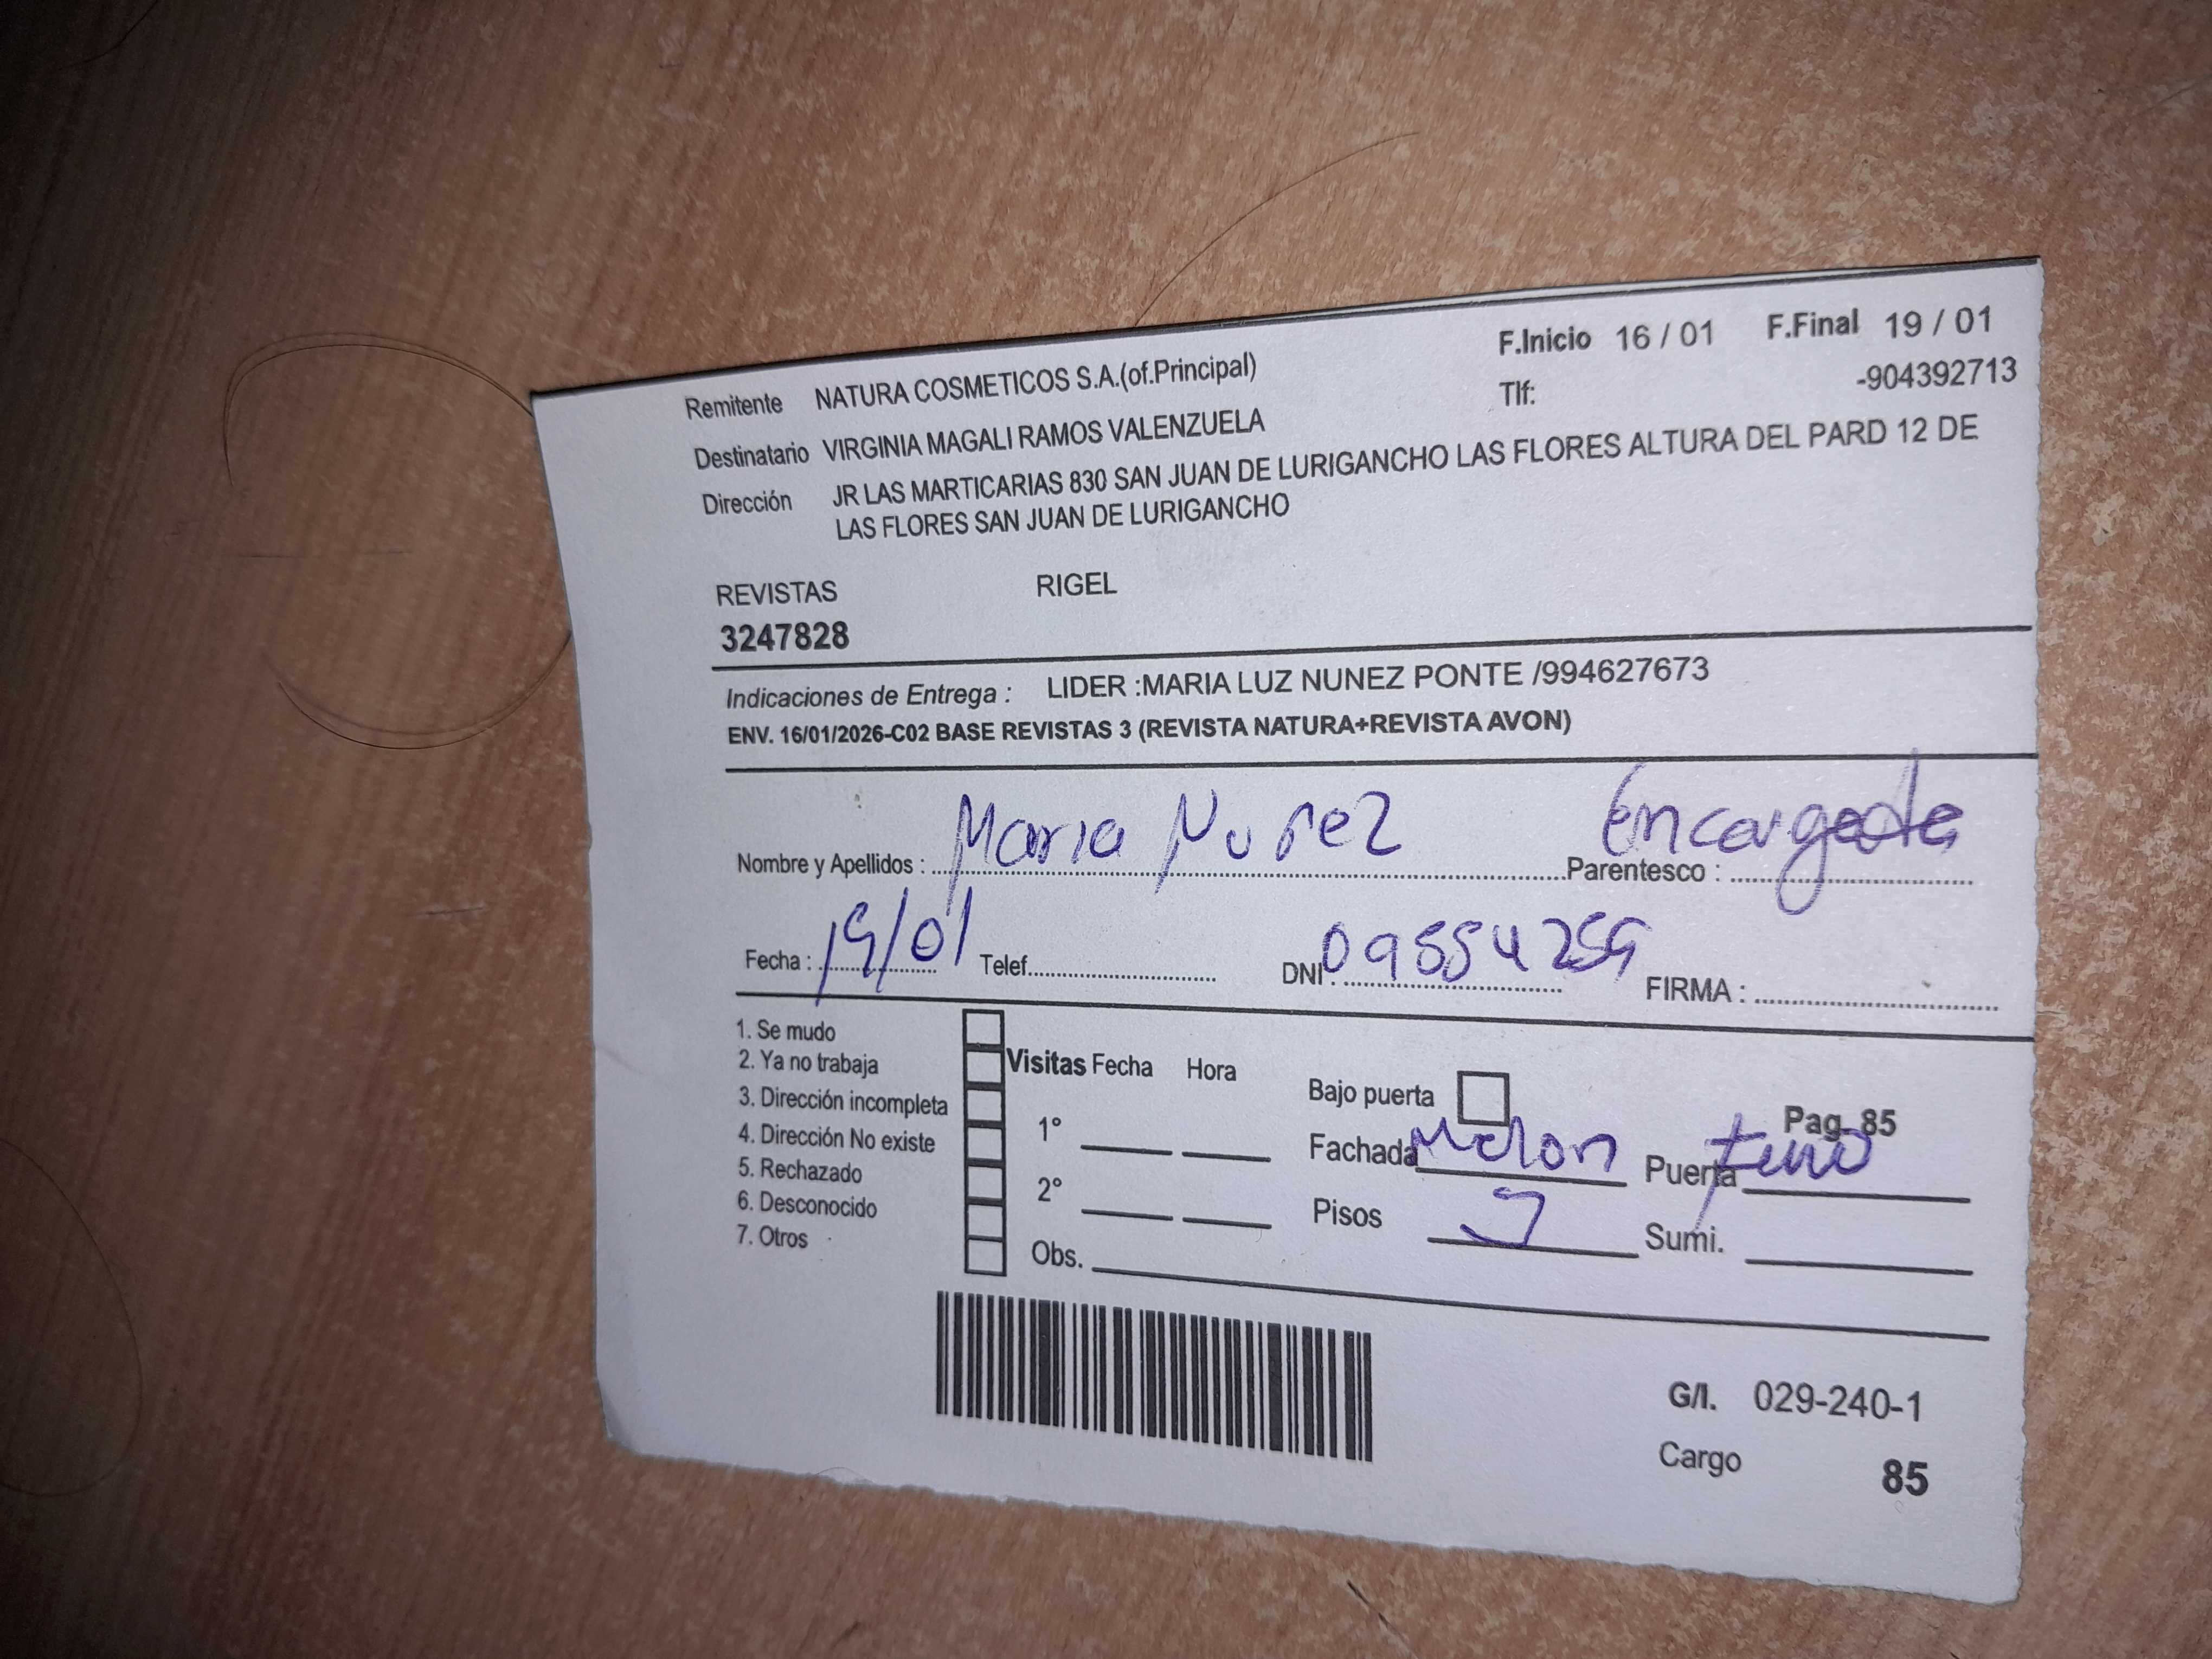 F.Inicio 16 / 01 F.Final 19 / 01
Remitente NATURA COSMETICOS S.A.(of.Principal) Tlf: -904392713
Destinatario VIRGINIA MAGALI RAMOS VALENZUELA
Dirección JR LAS MARTICARIAS 830 SAN JUAN DE LURIGANCHO LAS FLORES ALTURA DEL PARD 12 DE
LAS FLORES SAN JUAN DE LURIGANCHO
REVISTAS RIGEL
3247828
Indicaciones de Entrega : LIDER :MARIA LUZ NUNEZ PONTE /994627673
ENV. 16/01/2026-C02 BASE REVISTAS 3 (REVISTA NATURA+REVISTA AVON)
Nombre y Apellidos : Maria Nuñez Parentesco : Encargada
Fecha : 19/01 Telef. DNI : 09554259 FIRMA :
1. Se mudo
2. Ya no trabaja Visitas Fecha Hora Bajo puerta
3. Dirección incompleta 1° Pag. 85
4. Dirección No existe Fachada Melon Puerta
5. Rechazado 2°
6. Desconocido Pisos Sumi.
7. Otros Obs.
G/I. 029-240-1
Cargo 85